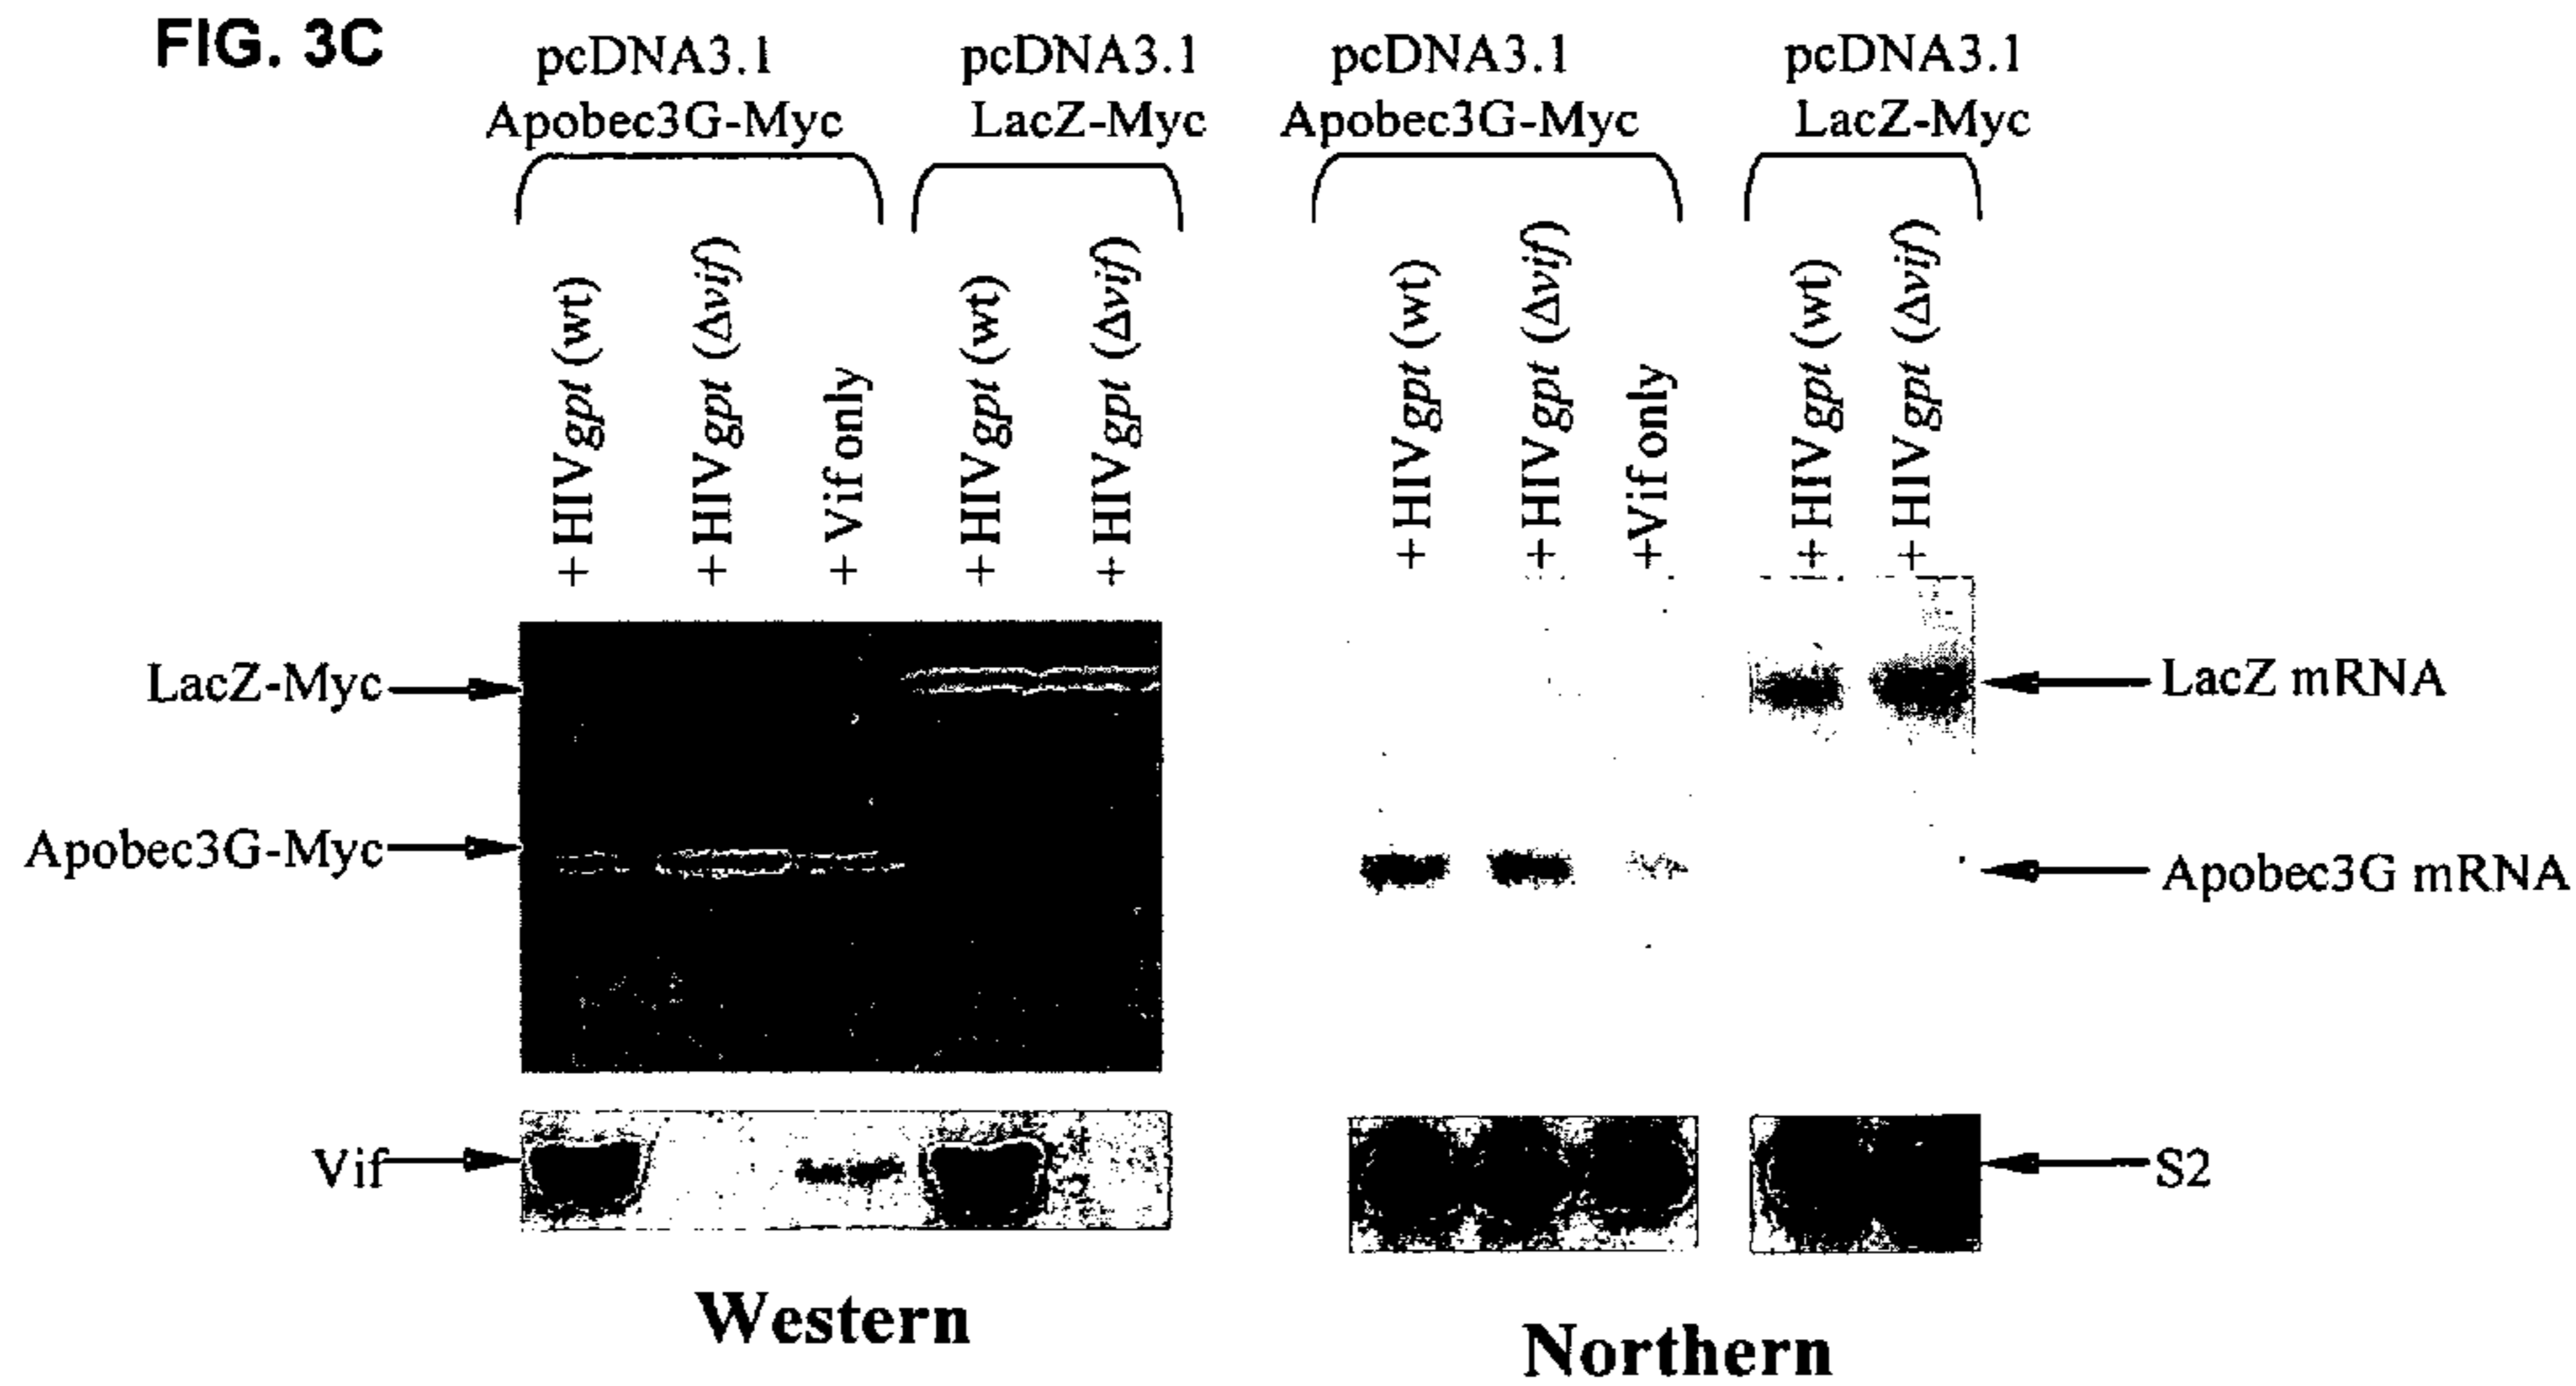 FIG. 3C
pcDNA3.1
Apobec3G-Myc
pcDNA3.1
LacZ-Myc
pcDNA3.1
Apobec3G-Myc
pcDNA3.1
LacZ-Myc
+HIVgpt (wt)
+HIVgpt (Δvif)
+Vif only
+HIVgpt (wt)
+HIVgpt (Δvif)
+HIVgpt (wt)
+HIVgpt (Δvif)
+Vif only
+HIVgpt (wt)
+HIVgpt (Δvif)
LacZ-Myc
Apobec3G-Myc
Vif
LacZ mRNA
Apobec3G mRNA
S2
Western
Northern